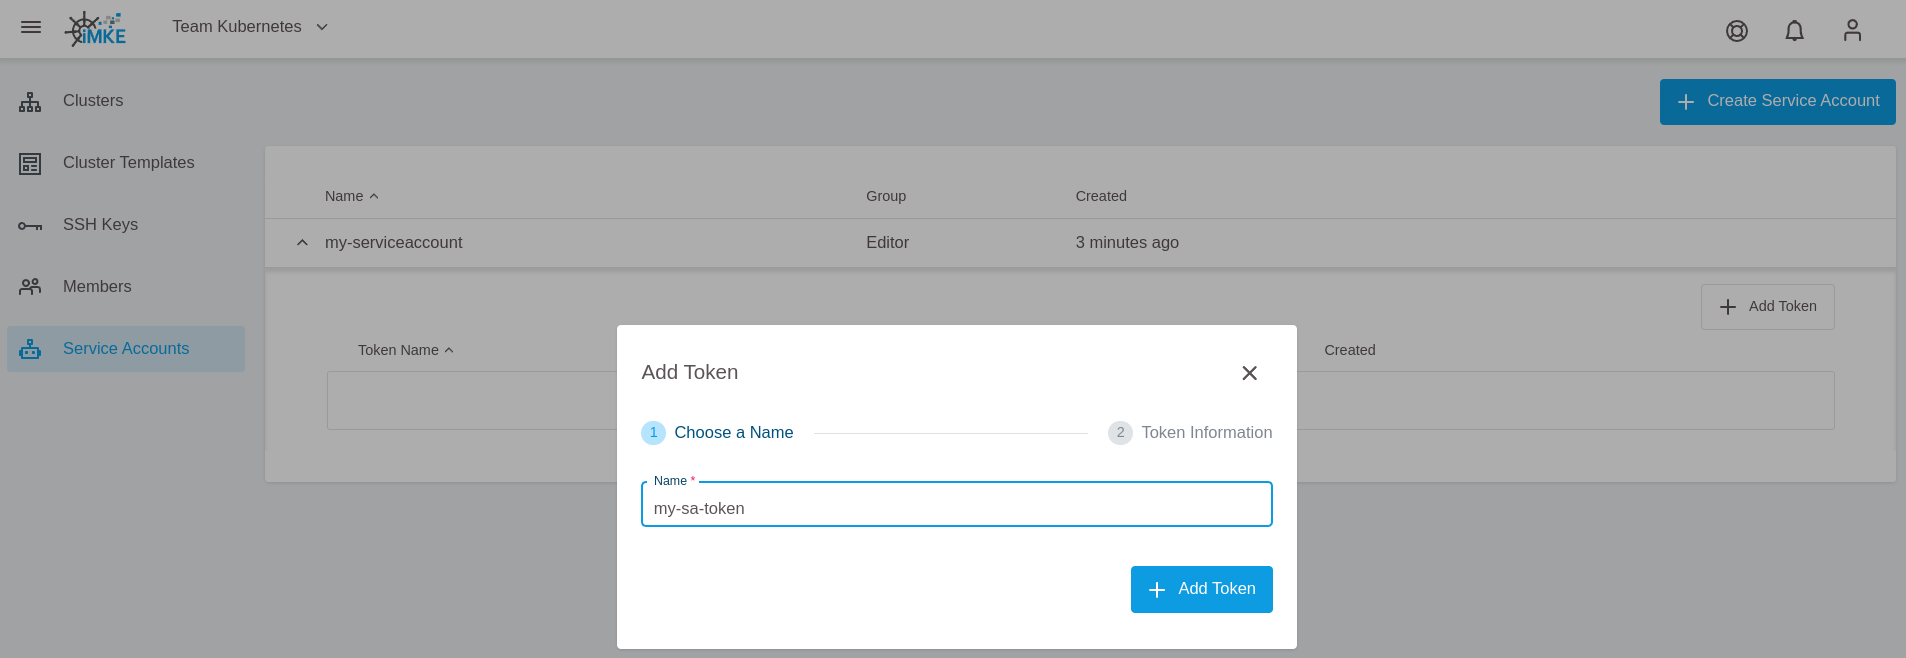 iMKE
Team Kubernetes
Clusters
Create Service Account
Cluster Templates
Name Group Created
SSH Keys
my-serviceaccount Editor 3 minutes ago
Members
Add Token
Service Accounts
Token Name Created
Add Token
1 Choose a Name 2 Token Information
Name *
my-sa-token
Add Token